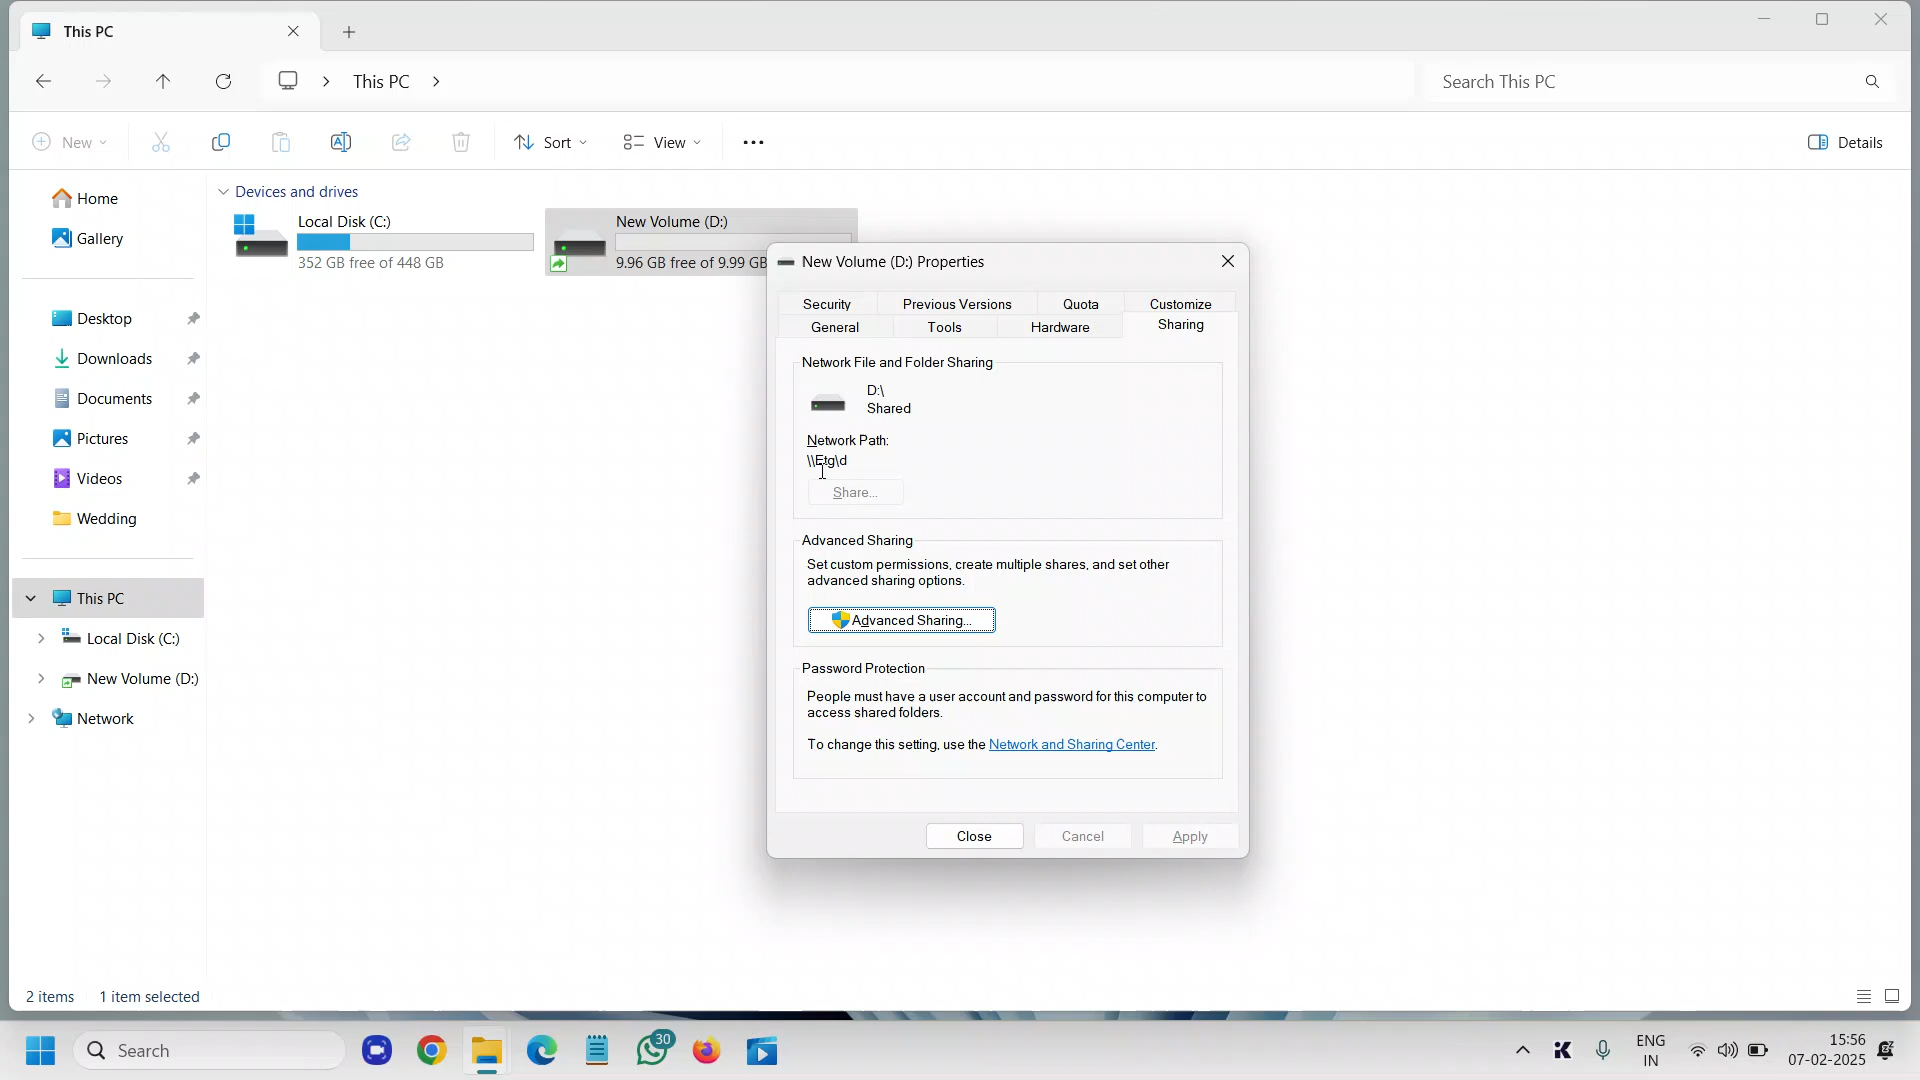 This PC
This PC
Search This PC
New
Sort
View
Details
Home
Gallery
Desktop
Downloads
Documents
Pictures
Videos
Wedding
This PC
Local Disk (C:)
New Volume (D:)
Network
Devices and drives
Local Disk (C:)
352 GB free of 448 GB
New Volume (D:)
9.96 GB free of 9.99 GB
New Volume (D:) Properties
Security
Previous Versions
Quota
Customize
General
Tools
Hardware
Sharing
Network File and Folder Sharing
D:\
Shared
Network Path:
\\Etg\d
Share...
Advanced Sharing
Set custom permissions, create multiple shares, and set other
advanced sharing options.
Advanced Sharing...
Password Protection
People must have a user account and password for this computer to
access shared folders.
To change this setting, use the Network and Sharing Center.
Close
Cancel
Apply
2 items
1 item selected
Search
30
ENG
IN
15:56
07-02-2025